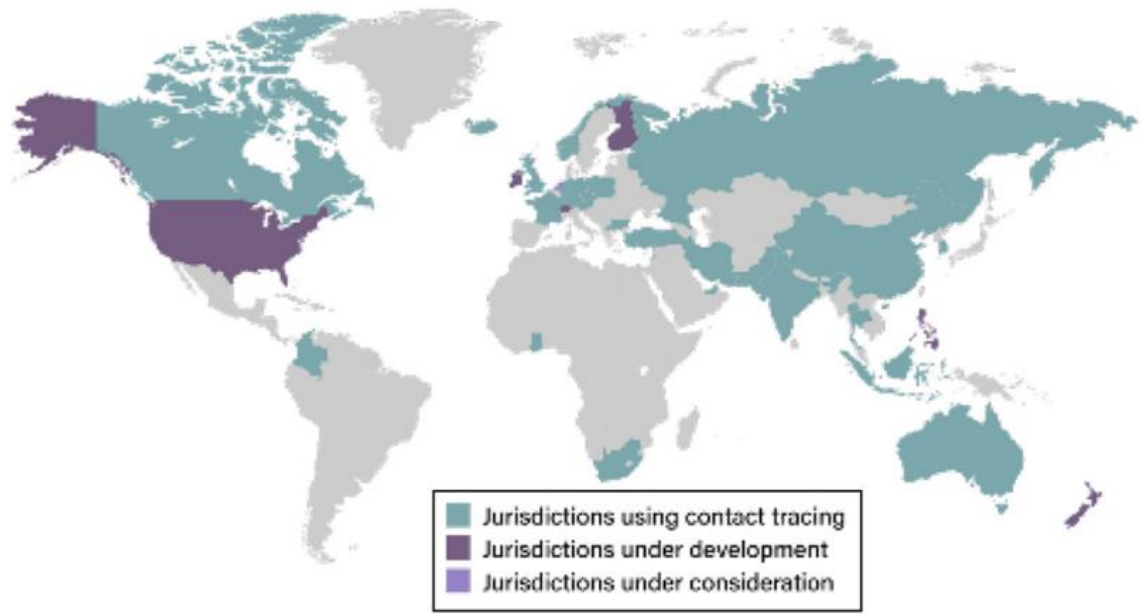 Jurisdictions using contact tracing
Jurisdictions under development
Jurisdictions under consideration